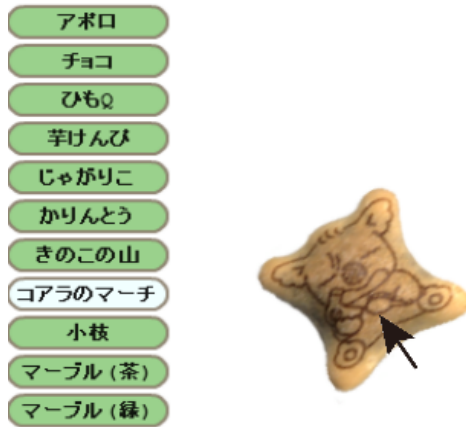 アポロ
チョコ
ひもQ
芋けんぴ
じゃがりこ
かりんとう
きのこの山
コアラのマーチ
小枝
マーブル(茶)
マーブル(緑)